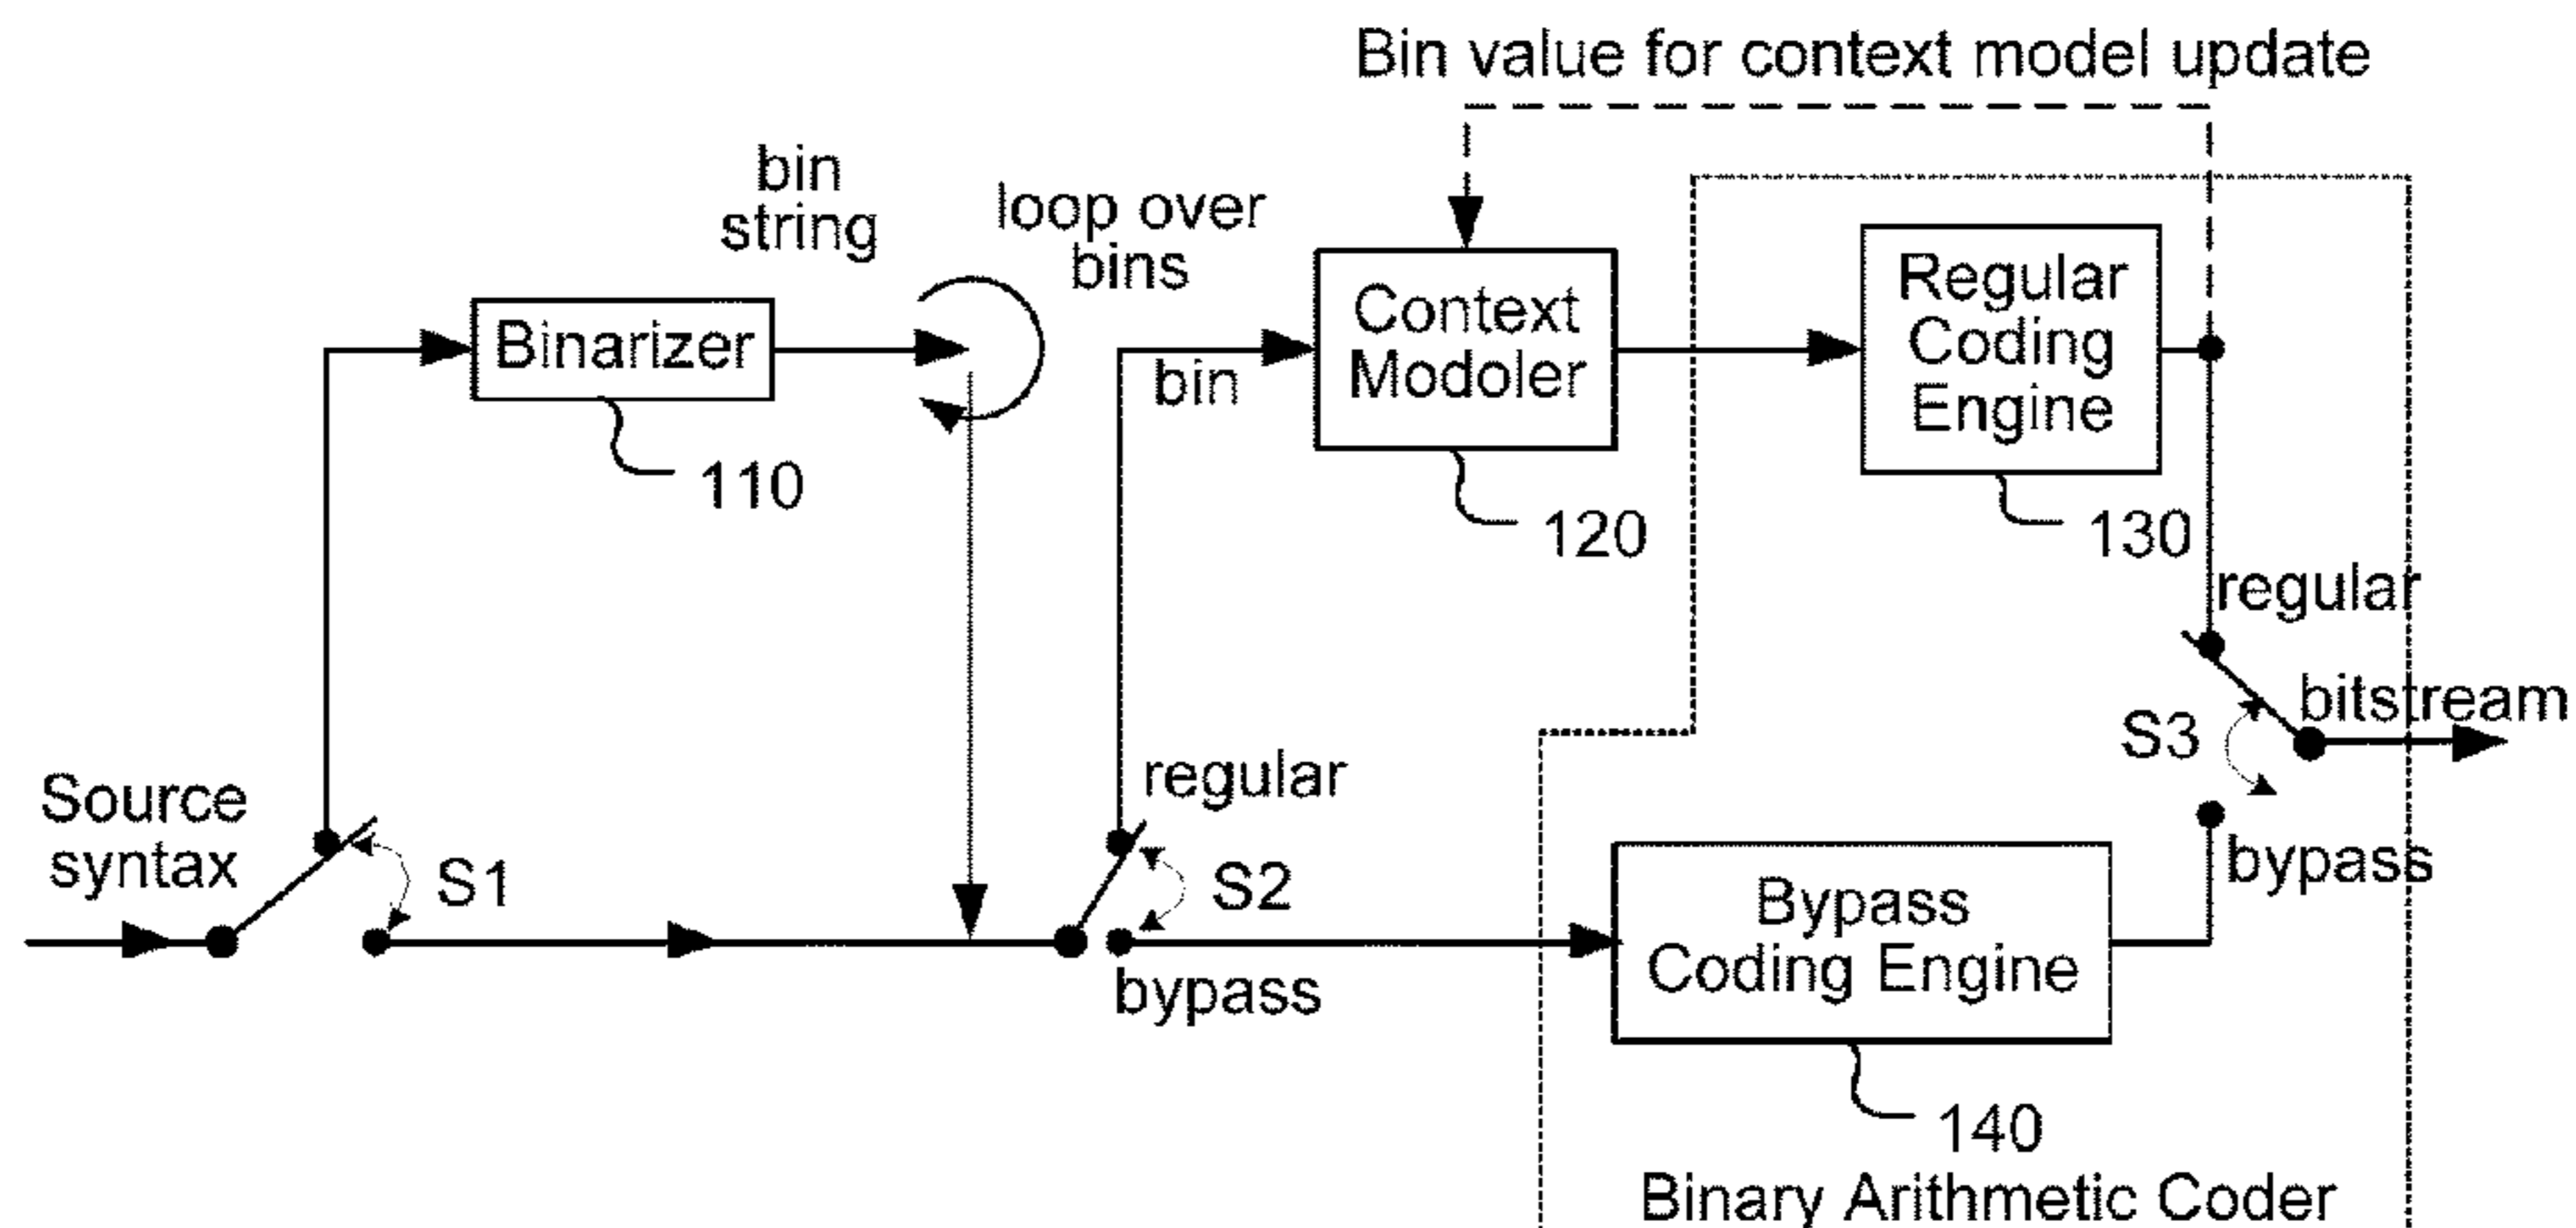 Bin value for context model update
bin
string
loop over
bins
Binarizer
110
bin
Context
Modoler
120
Regular
Coding
Engine
130
regular
bitstream
S3
bypass
Source
syntax
S1
regular
S2
bypass
Bypass
Coding Engine
140
Binary Arithmetic Coder